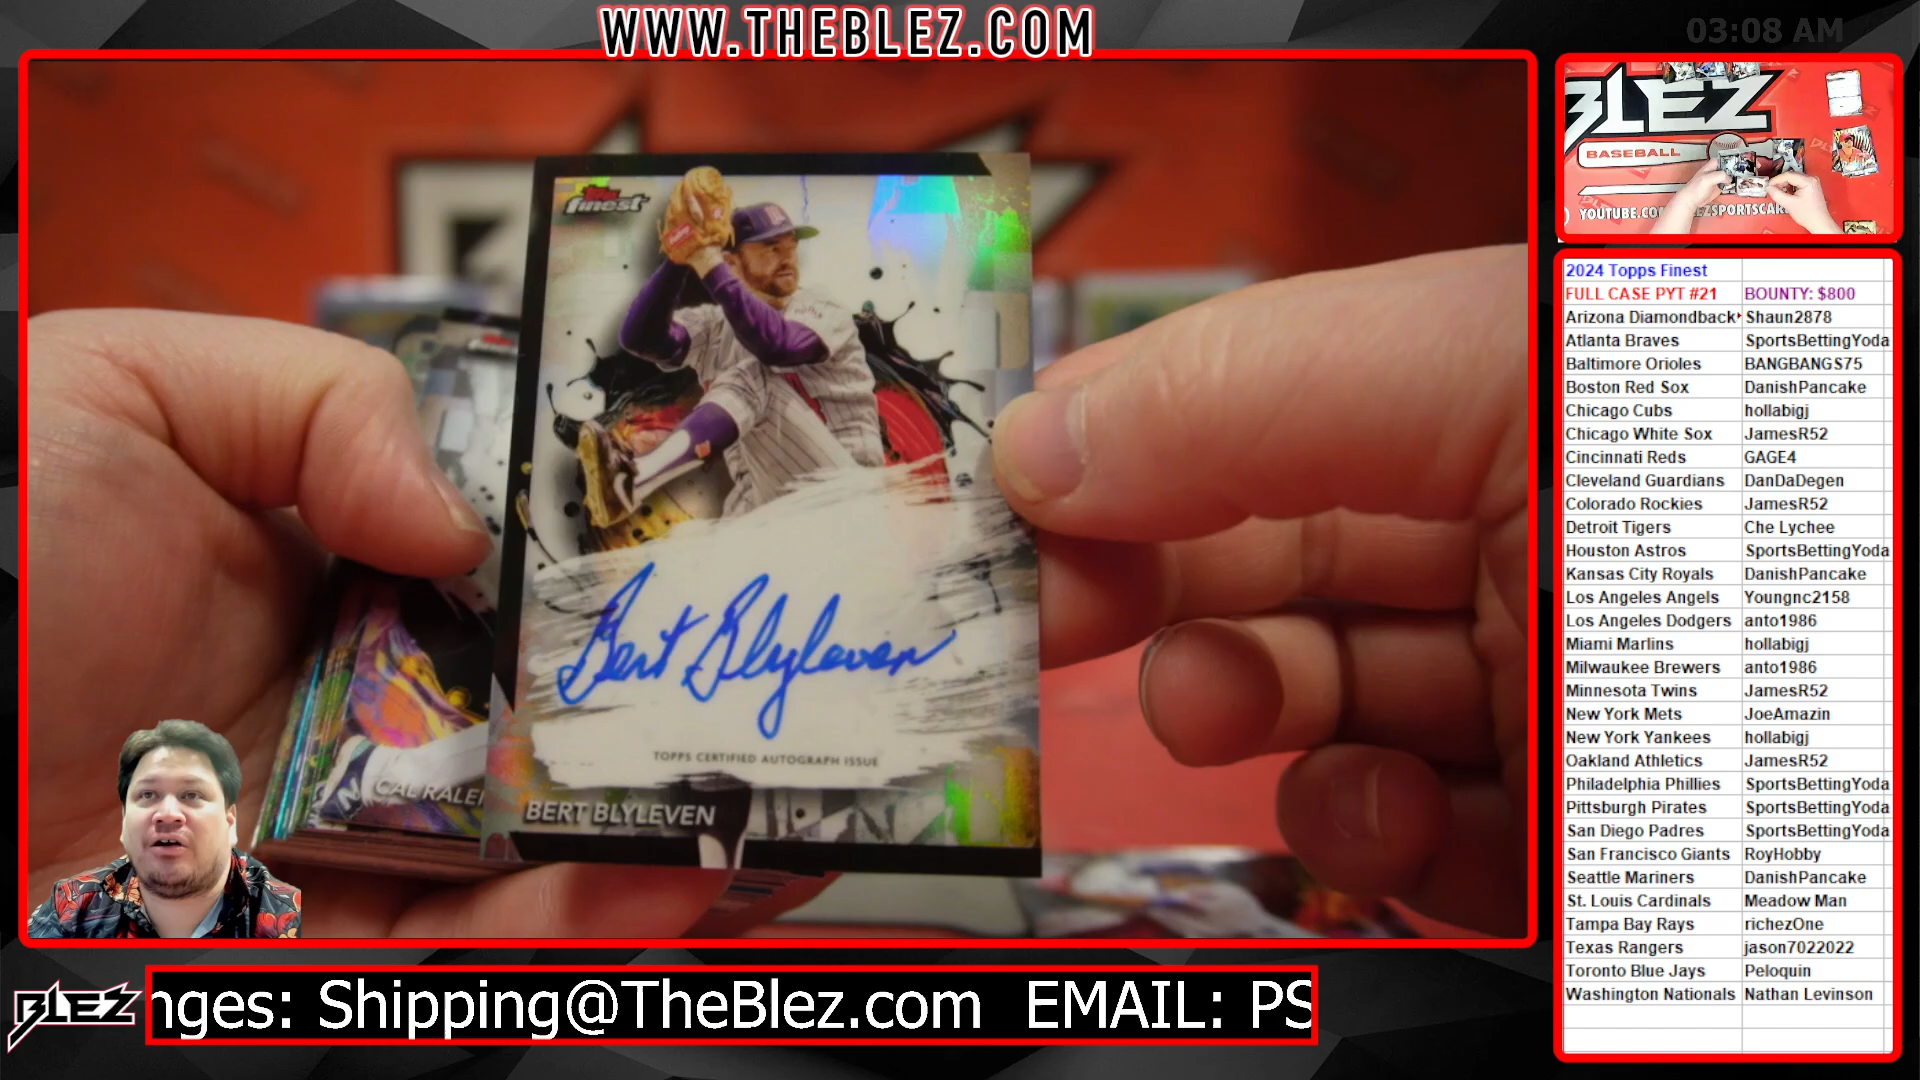 WWW.THEBLEZ.COM
03:08 AM
Topps
finest
Bert Blyleven
TOPPS CERTIFIED AUTOGRAPH ISSUE
BERT BLYLEVEN
CAL RALEI
BLEZ
BASEBALL
2024 Topps Finest
FULL CASE PYT #21 BOUNTY: $800
Arizona Diamondback Shaun2878
Atlanta Braves SportsBettingYoda
Baltimore Orioles BANGBANGS75
Boston Red Sox DanishPancake
Chicago Cubs hollabigj
Chicago White Sox JamesR52
Cincinnati Reds GAGE4
Cleveland Guardians DanDaDegen
Colorado Rockies JamesR52
Detroit Tigers Che Lychee
Houston Astros SportsBettingYoda
Kansas City Royals DanishPancake
Los Angeles Angels Youngnc2158
Los Angeles Dodgers anto1986
Miami Marlins hollabigj
Milwaukee Brewers anto1986
Minnesota Twins JamesR52
New York Mets JoeAmazin
New York Yankees hollabigj
Oakland Athletics JamesR52
Philadelphia Phillies SportsBettingYoda
Pittsburgh Pirates SportsBettingYoda
San Diego Padres SportsBettingYoda
San Francisco Giants RoyHobby
Seattle Mariners DanishPancake
St. Louis Cardinals Meadow Man
Tampa Bay Rays richezOne
Texas Rangers jason7022022
Toronto Blue Jays Peloquin
Washington Nationals Nathan Levinson
BLEZ
nges: Shipping@TheBlez.com EMAIL: PS